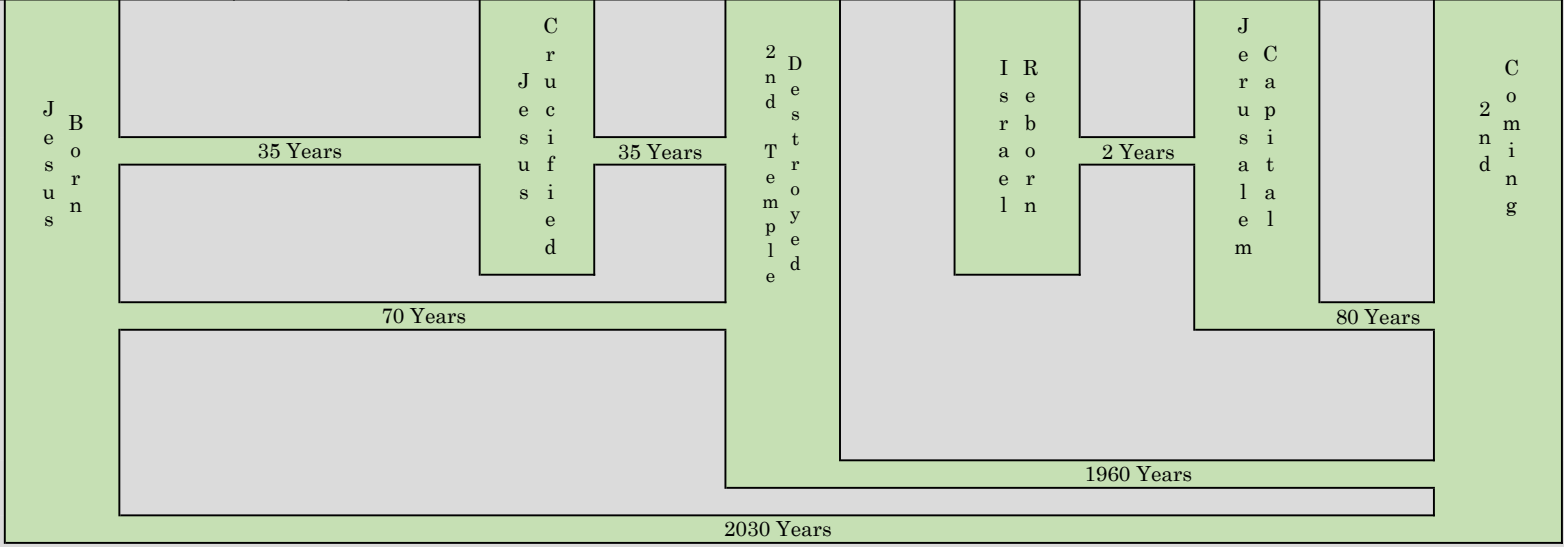 Jesus
Born
Jesus
Crucified
2nd Temple
Destroyed
Israel
Reborn
Jerusalem
Capital
2nd
Coming
35 Years
35 Years
2 Years
70 Years
80 Years
1960 Years
2030 Years